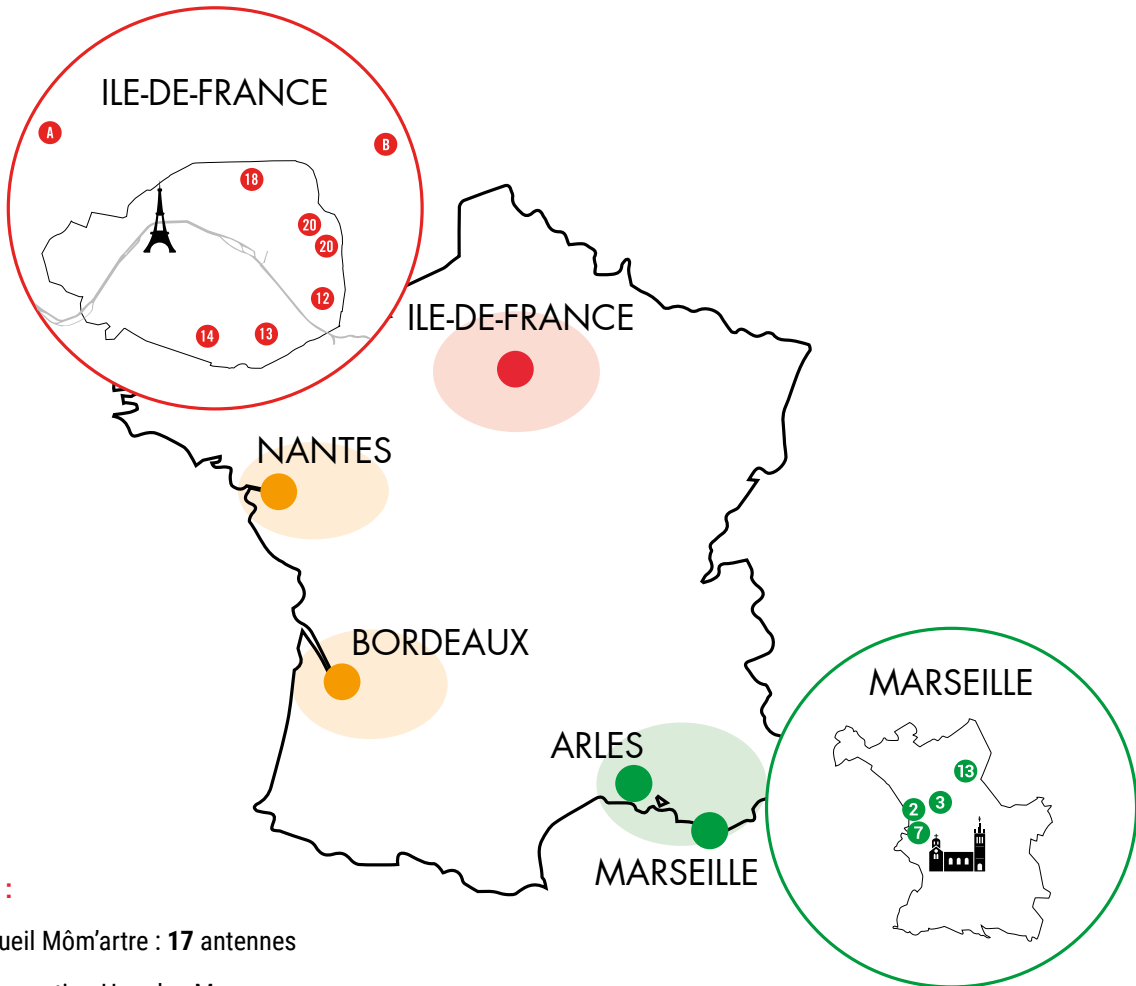 ILE-DE-FRANCE
A
B
18
20
20
12
14
13
ILE-DE-FRANCE
NANTES
BORDEAUX
ARLES
MARSEILLE
MARSEILLE
13
3
2
7
:
ueil Môm'artre : 17 antennes